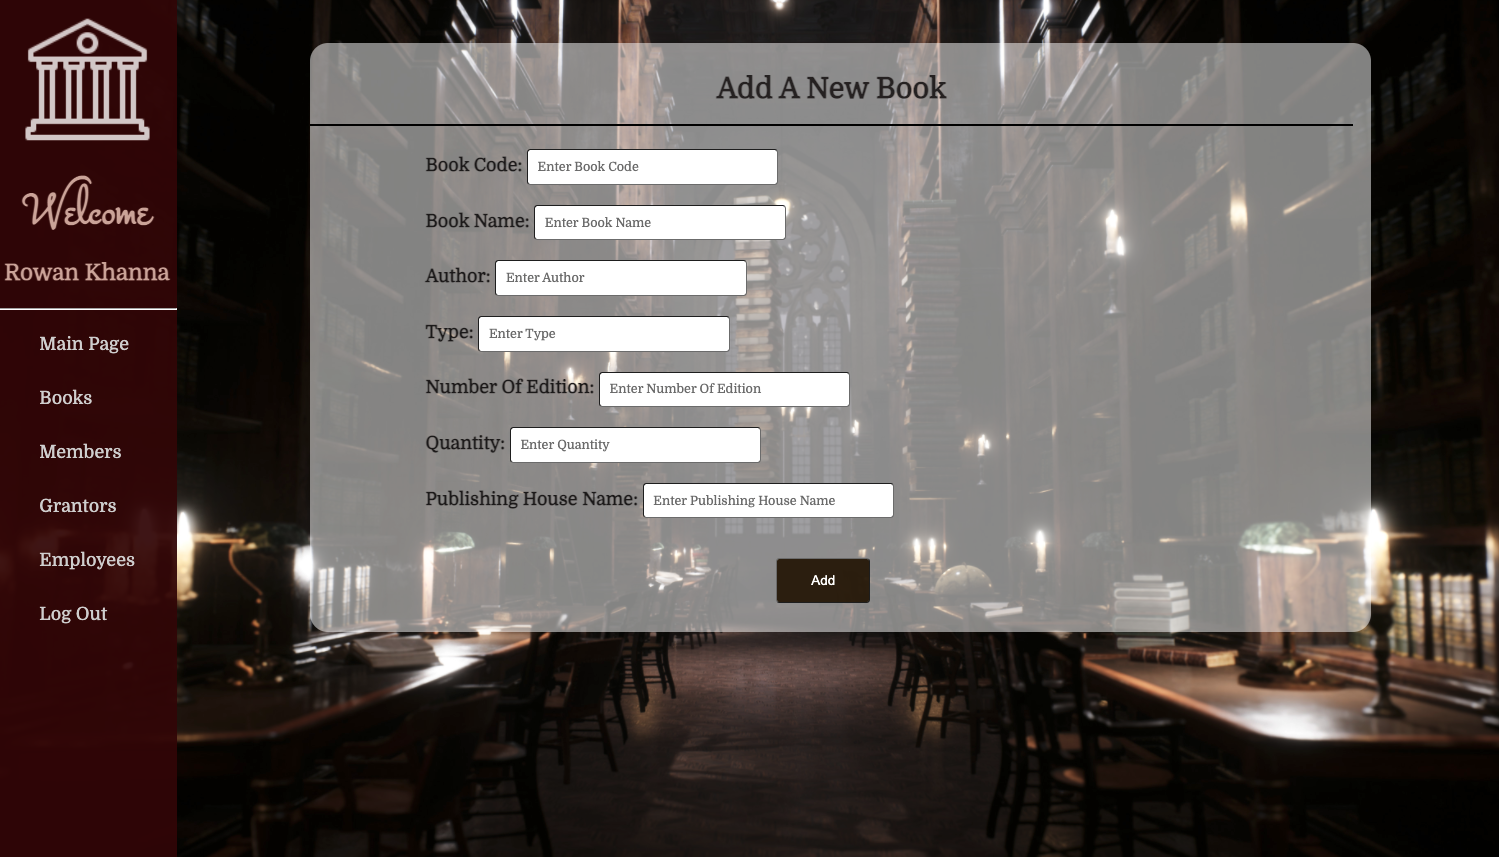 Welcome
Rowan Khanna
Main Page
Books
Members
Grantors
Employees
Log Out
Add A New Book
Book Code: Enter Book Code
Book Name: Enter Book Name
Author: Enter Author
Type: Enter Type
Number Of Edition: Enter Number Of Edition
Quantity: Enter Quantity
Publishing House Name: Enter Publishing House Name
Add